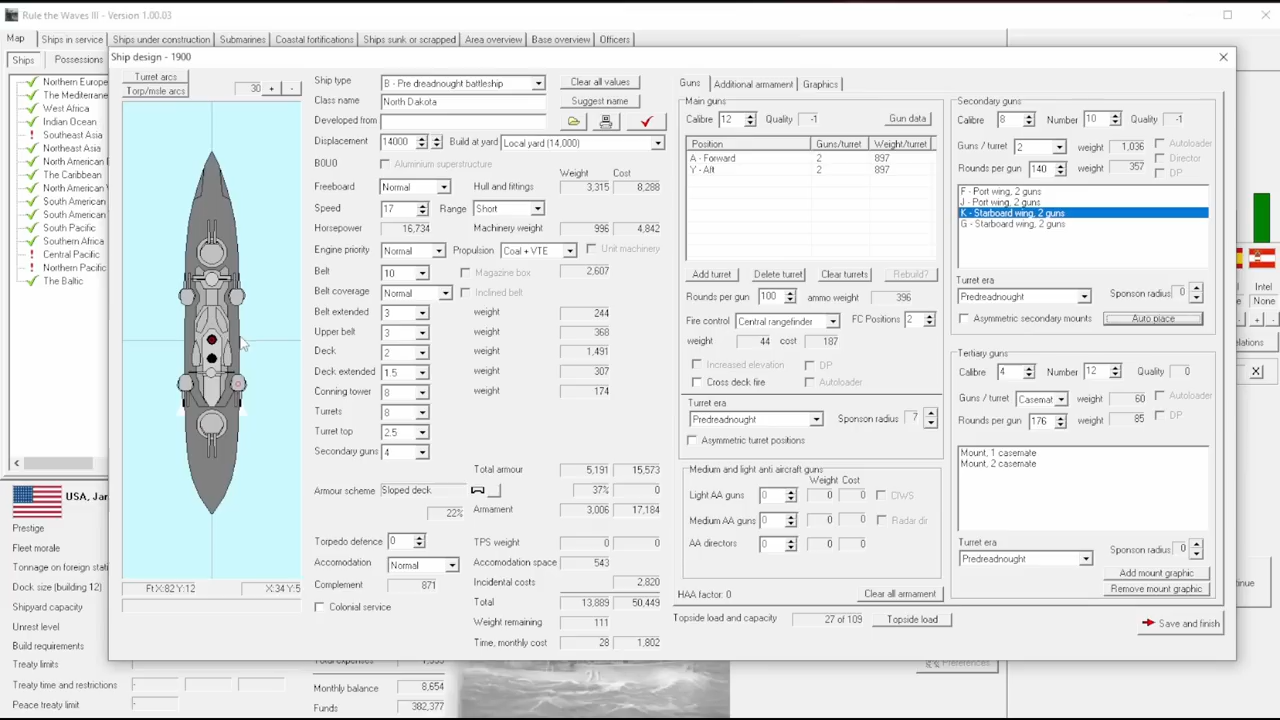 Rule the Waves III - Version 1.00.03
Map
Ships in service
Ships under construction
Submarines
Coastal fortifications
Ships sunk or scrapped
Area overview
Base overview
Officers
Ships
Possessions
Northern Europe
The Mediterrane
West Africa
Indian Ocean
Southeast Asia
Northeast Asia
North American
The Caribbean
North American
South American
South American
South Pacific
Southern Africa
Central Pacific
Northern Pacific
The Baltic
USA, Jar
Prestige
Fleet morale
Tonnage on foreign stati
Dock size (building 12)
Shipyard capacity
Unrest level
Build requirements
Treaty limits
Treaty time and restrictions
Peace treaty limit
Ship design - 1900
Turret arcs
Torp/msle arcs
30 + -
Ft X:82 Y:12
X:34 Y:5
Ship type B - Pre dreadnought battleship
Clear all values
Class name North Dakota
Suggest name
Developed from
Displacement 14000 Build at yard Local yard (14,000)
B0U0 Aluminium superstructure
Weight Cost
Freeboard Normal Hull and fittings 3,315 8,288
Speed 17 Range Short
Horsepower 16,734 Machinery weight 996 4,842
Engine priority Normal Propulsion Coal + VTE Unit machinery
Belt 10 Magazine box 2,607
Belt coverage Normal Inclined belt
Belt extended 3 weight 244
Upper belt 3 weight 368
Deck 2 weight 1,491
Deck extended 1.5 weight 307
Conning tower 8 weight 174
Turrets 8
Turret top 2.5
Secondary guns 4
Total amour 5,191 15,573
Armour scheme Sloped deck 37% 0
22% Armament 3,006 17,184
Torpedo defence 0 TPS weight 0 0
Accomodation Normal Accomodation space 543
Complement 871 Incidental costs 2,820
Colonial service Total 13,889 50,449
Weight remaining 111
Time, monthly cost 28 1,802
Guns
Additional armament
Graphics
Main guns
Calibre 12 Quality -1 Gun data
Position Guns/turret Weight/turret
A - Forward 2 897
Y - Aft 2 897
Add turret
Delete turret
Clear turrets
Rebuild?
Rounds per gun 100 ammo weight 396
Fire control Central rangefinder FC Positions 2
weight 44 cost 187
Increased elevation DP
Cross deck fire Autoloader
Turret era
Predreadnought Sponson radius 7
Asymmetric turret positions
Medium and light anti aircraft guns
Weight Cost
Light AA guns 0 0 0 CIWS
Medium AA guns 0 0 0 Radar dir
AA directors 0 0 0
HAA factor: 0 Clear all armament
Topside load and capacity 27 of 109 Topside load
Secondary guns
Calibre 8 Number 10 Quality -1
Guns / turret 2 weight 1,036 Autoloader
Director
Rounds per gun 140 weight 357 DP
F - Port wing, 2 guns
J - Port wing, 2 guns
K - Starboard wing, 2 guns
G - Starboard wing, 2 guns
Turret era
Predreadnought Sponson radius 0
Asymmetric secondary mounts Auto place
Tertiary guns
Calibre 4 Number 12 Quality 0
Guns / turret Casemat weight 60 Autoloader
Rounds per gun 176 weight 85 DP
Mount, 1 casemate
Mount, 2 casemate
Turret era
Predreadnought Sponson radius 0
Add mount graphic
Remove mount graphic
Save and finish
Intel
None None
Monthly balance 8,654
Funds 382,377